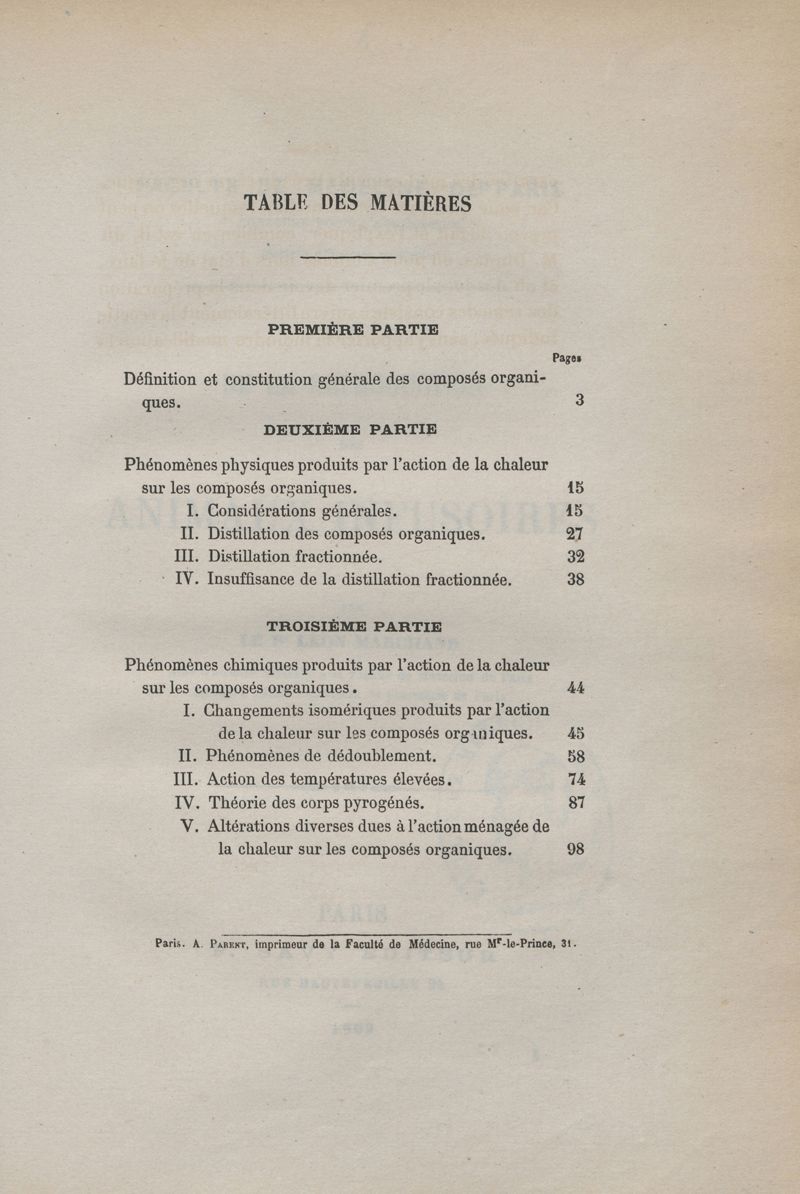 TABLE DES MATIÈRES
PREMIÈRE PARTIE
Pages
Définition et constitution générale des composés organi-
ques. 3
DEUXIÈME PARTIE
Phénomènes physiques produits par l'action de la chaleur
sur les composés organiques. 15
I. Considérations générales. 15
II. Distillation des composés organiques. 27
III. Distillation fractionnée. 32
IV. Insuffisance de la distillation fractionnée. 38
TROISIÈME PARTIE
Phénomènes chimiques produits par l'action de la chaleur
sur les composés organiques. 44
I. Changements isomériques produits par l'action
de la chaleur sur les composés organiques. 45
II. Phénomènes de dédoublement. 58
III. Action des températures élevées. 74
IV. Théorie des corps pyrogénés. 87
V. Altérations diverses dues à l'action ménagée de
la chaleur sur les composés organiques. 98
Paris. A. PARENT, imprimeur de la Faculté de Médecine, rue Mr-le-Prince, 31.